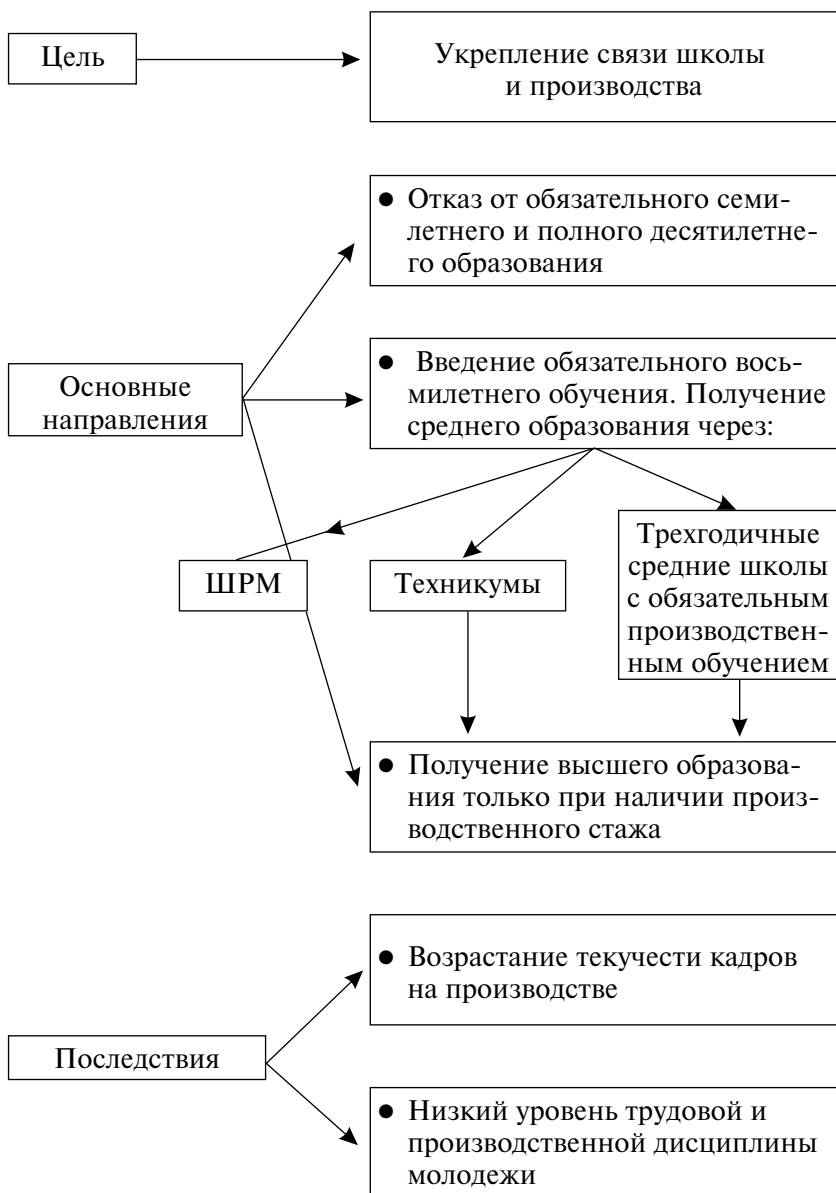 Цель
Укрепление связи школы
и производства
● Отказ от обязательного семи-
летнего и полного десятилетне-
го образования
Основные
направления
● Введение обязательного вось-
милетнего обучения. Получение
среднего образования через:
ШРМ
Техникумы
Трехгодичные
средние школы
с обязательным
производствен-
ным обучением
● Получение высшего образова-
ния только при наличии произ-
водственного стажа
Последствия
● Возрастание текучести кадров
на производстве
● Низкий уровень трудовой и
производственной дисциплины
молодежи